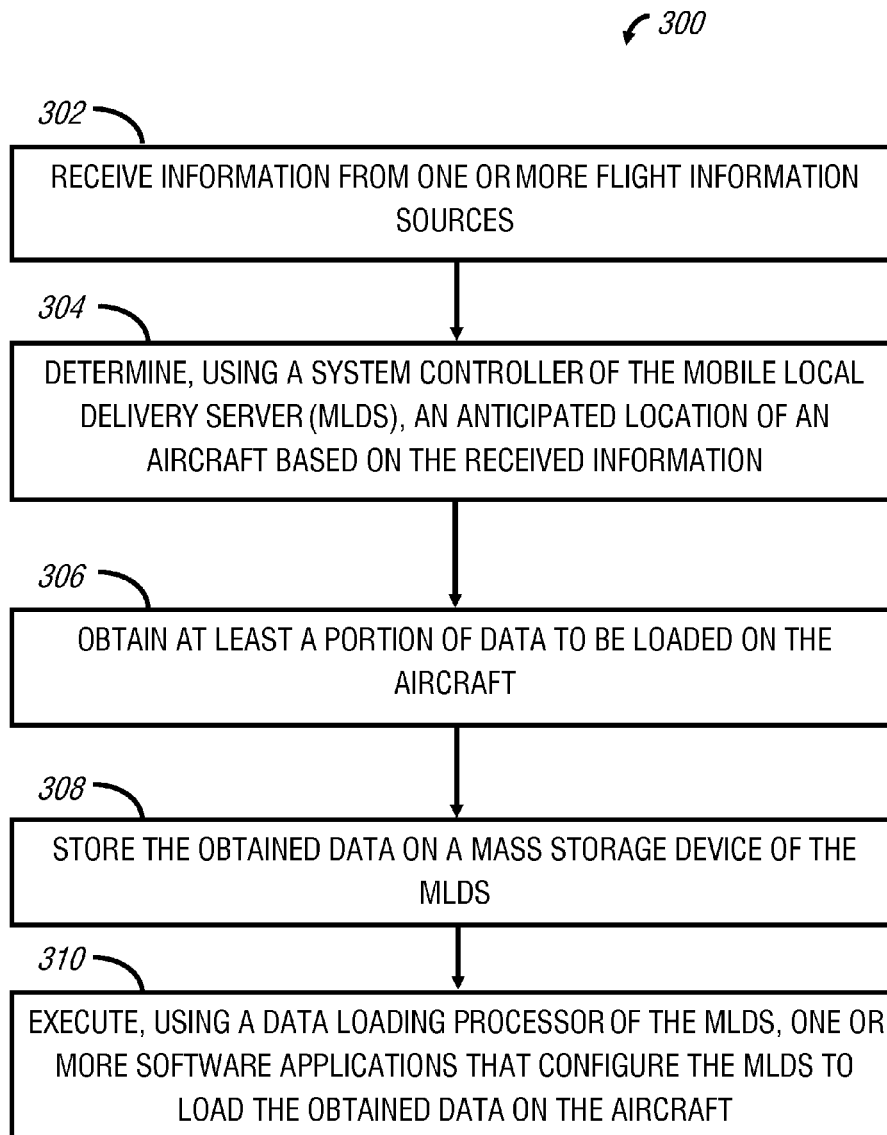 300
302
RECEIVE INFORMATION FROM ONE OR MORE FLIGHT INFORMATION
SOURCES
304
DETERMINE, USING A SYSTEM CONTROLLER OF THE MOBILE LOCAL
DELIVERY SERVER (MLDS), AN ANTICIPATED LOCATION OF AN
AIRCRAFT BASED ON THE RECEIVED INFORMATION
306
OBTAIN AT LEAST A PORTION OF DATA TO BE LOADED ON THE
AIRCRAFT
308
STORE THE OBTAINED DATA ON A MASS STORAGE DEVICE OF THE
MLDS
310
EXECUTE, USING A DATA LOADING PROCESSOR OF THE MLDS, ONE OR
MORE SOFTWARE APPLICATIONS THAT CONFIGURE THE MLDS TO
LOAD THE OBTAINED DATA ON THE AIRCRAFT